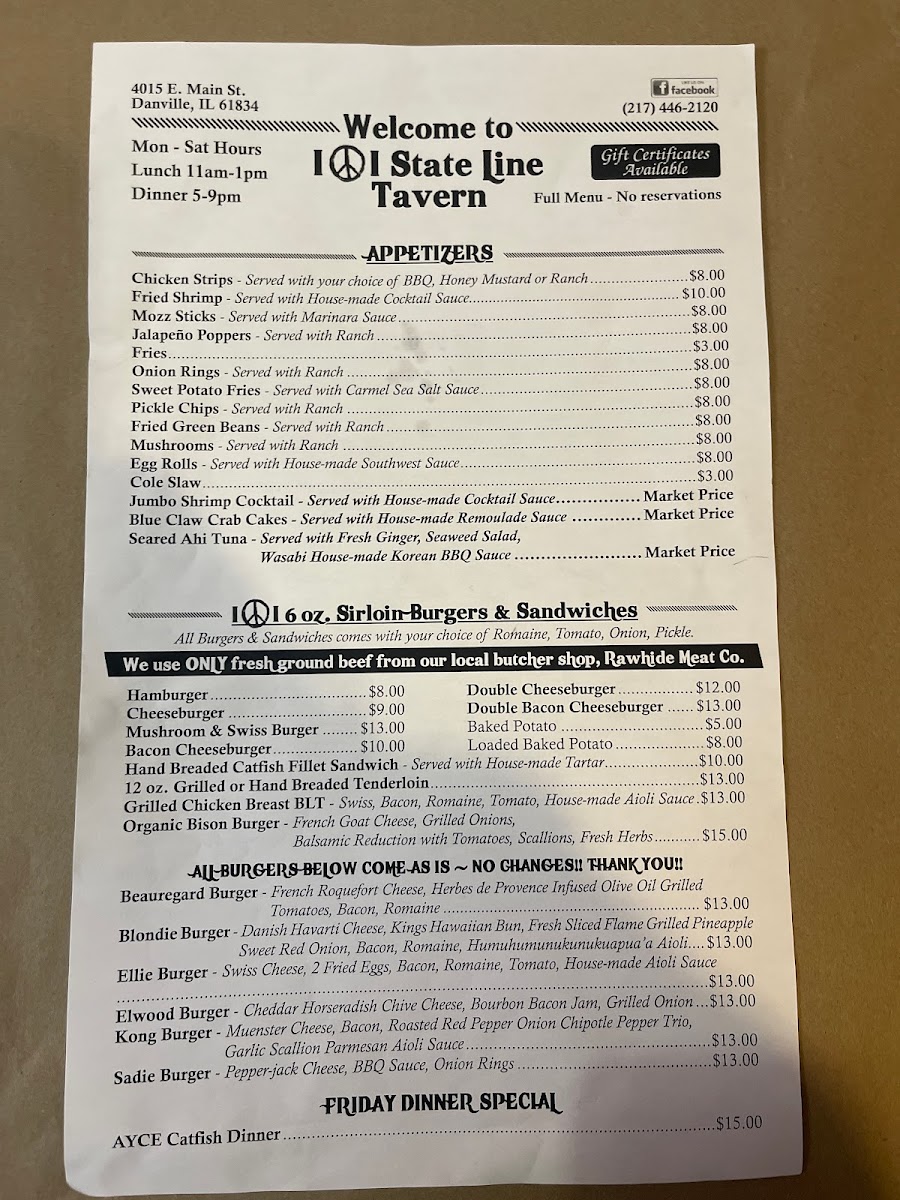 4015 E. Main St.
Danville, IL 61834
facebook
(217) 446-2120
Welcome to
Mon - Sat Hours
Lunch 11am-1pm
Dinner 5-9pm
I☮I State Line
Tavern
Gift Certificates
Available
Full Menu - No reservations
APPETIZERS
Chicken Strips - Served with your choice of BBQ, Honey Mustard or Ranch $8.00
Fried Shrimp - Served with House-made Cocktail Sauce $10.00
Mozz Sticks - Served with Marinara Sauce $8.00
Jalapeño Poppers - Served with Ranch $8.00
Fries $3.00
Onion Rings - Served with Ranch $8.00
Sweet Potato Fries - Served with Carmel Sea Salt Sauce $8.00
Pickle Chips - Served with Ranch $8.00
Fried Green Beans - Served with Ranch $8.00
Mushrooms - Served with Ranch $8.00
Egg Rolls - Served with House-made Southwest Sauce $8.00
Cole Slaw $3.00
Jumbo Shrimp Cocktail - Served with House-made Cocktail Sauce Market Price
Blue Claw Crab Cakes - Served with House-made Remoulade Sauce Market Price
Seared Ahi Tuna - Served with Fresh Ginger, Seaweed Salad,
Wasabi House-made Korean BBQ Sauce Market Price
I☮I 6 oz. Sirloin Burgers & Sandwiches
All Burgers & Sandwiches comes with your choice of Romaine, Tomato, Onion, Pickle.
We use ONLY fresh ground beef from our local butcher shop, Rawhide Meat Co.
Hamburger $8.00
Cheeseburger $9.00
Mushroom & Swiss Burger $13.00
Bacon Cheeseburger $10.00
Double Cheeseburger $12.00
Double Bacon Cheeseburger $13.00
Baked Potato $5.00
Loaded Baked Potato $8.00
Hand Breaded Catfish Fillet Sandwich - Served with House-made Tartar $10.00
12 oz. Grilled or Hand Breaded Tenderloin $13.00
Grilled Chicken Breast BLT - Swiss, Bacon, Romaine, Tomato, House-made Aioli Sauce $13.00
Organic Bison Burger - French Goat Cheese, Grilled Onions,
Balsamic Reduction with Tomatoes, Scallions, Fresh Herbs $15.00
ALL BURGERS BELOW COME AS IS ~ NO CHANGES!! THANK YOU!!
Beauregard Burger - French Roquefort Cheese, Herbes de Provence Infused Olive Oil Grilled
Tomatoes, Bacon, Romaine $13.00
Blondie Burger - Danish Havarti Cheese, Kings Hawaiian Bun, Fresh Sliced Flame Grilled Pineapple
Sweet Red Onion, Bacon, Romaine, Humuhumunukunukuapua'a Aioli $13.00
Ellie Burger - Swiss Cheese, 2 Fried Eggs, Bacon, Romaine, Tomato, House-made Aioli Sauce
$13.00
Elwood Burger - Cheddar Horseradish Chive Cheese, Bourbon Bacon Jam, Grilled Onion $13.00
Kong Burger - Muenster Cheese, Bacon, Roasted Red Pepper Onion Chipotle Pepper Trio,
Garlic Scallion Parmesan Aioli Sauce $13.00
Sadie Burger - Pepper-jack Cheese, BBQ Sauce, Onion Rings $13.00
FRIDAY DINNER SPECIAL
AYCE Catfish Dinner $15.00